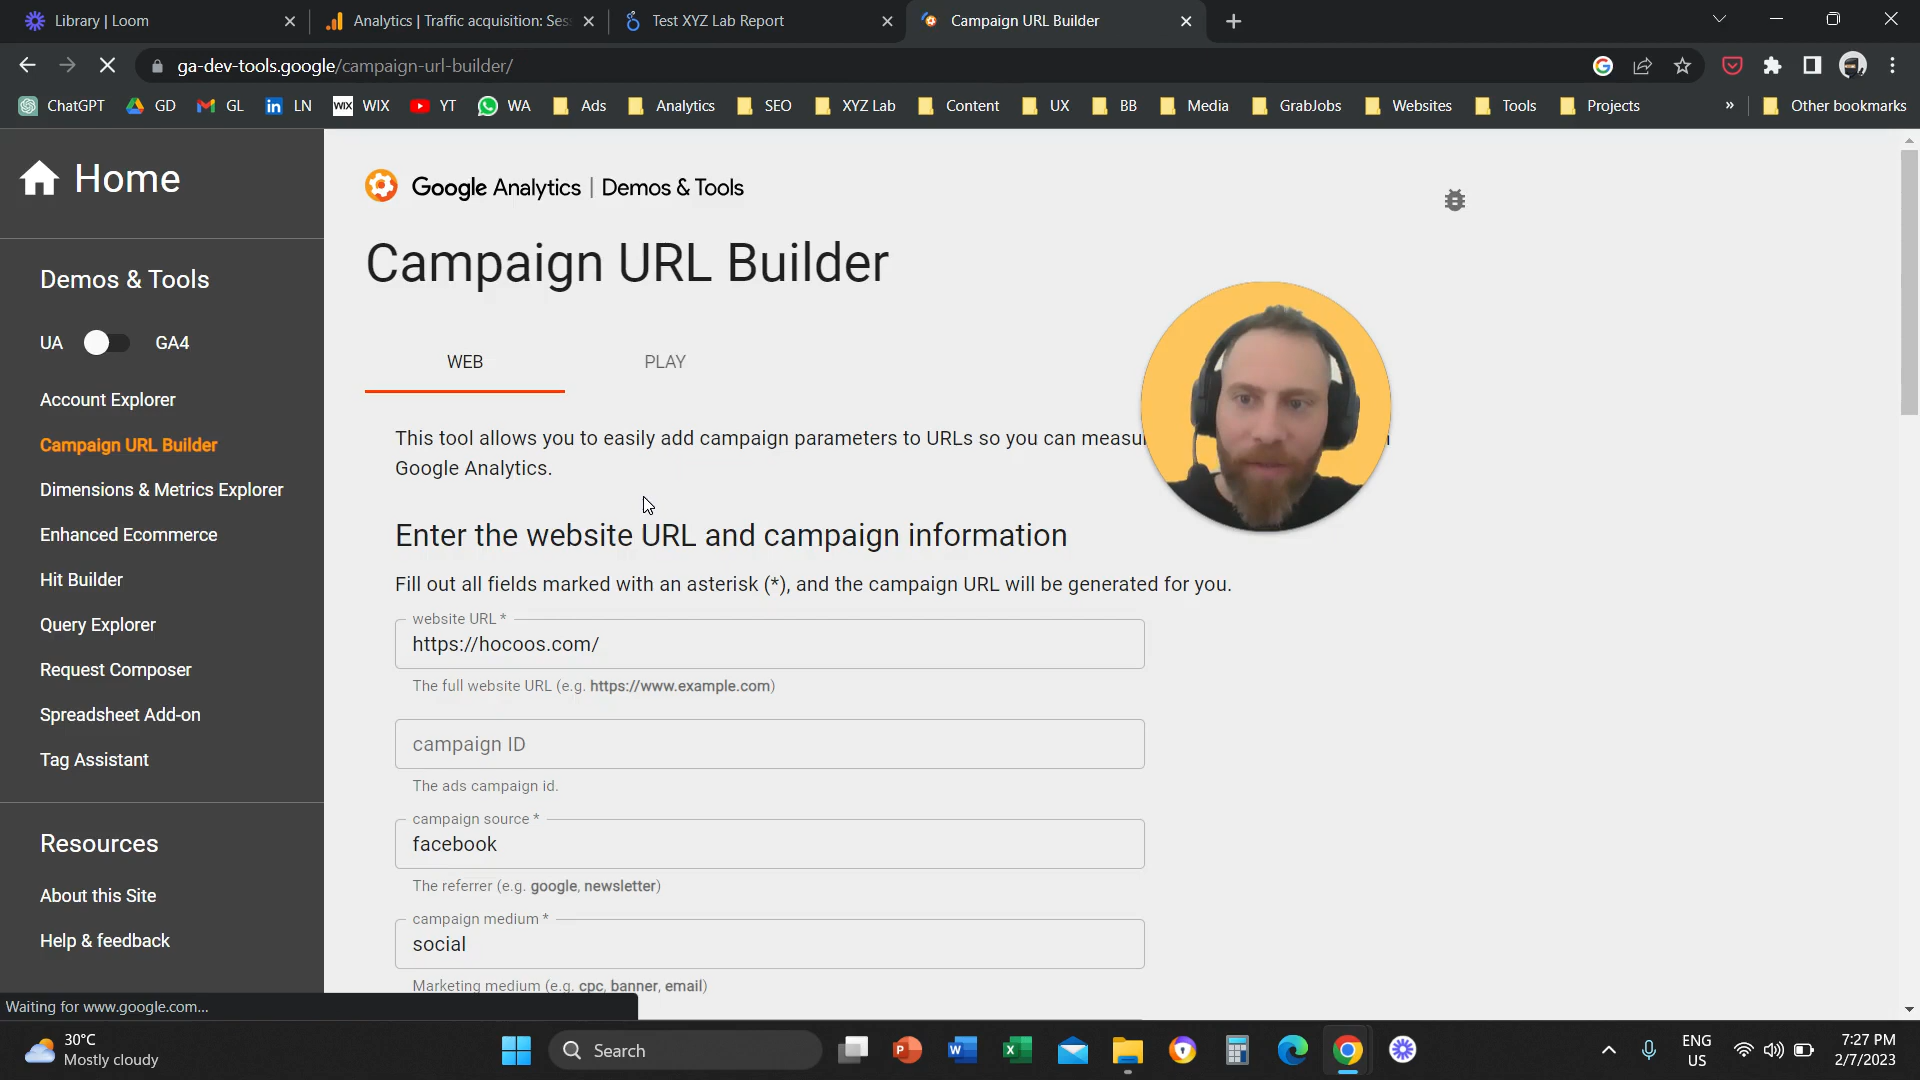 Library | Loom
Analytics | Traffic acquisition: Ses
Test XYZ Lab Report
Campaign URL Builder
ga-dev-tools.google/campaign-url-builder/
ChatGPT
GD
GL
LN
WIX
WIX
YT
WA
Ads
Analytics
SEO
XYZ Lab
Content
UX
BB
Media
GrabJobs
Websites
Tools
Projects
»
Other bookmarks
Home
Demos & Tools
UA
GA4
Account Explorer
Campaign URL Builder
Dimensions & Metrics Explorer
Enhanced Ecommerce
Hit Builder
Query Explorer
Request Composer
Spreadsheet Add-on
Tag Assistant
Resources
About this Site
Help & feedback
Google Analytics | Demos & Tools
Campaign URL Builder
WEB
PLAY
This tool allows you to easily add campaign parameters to URLs so you can
Google Analytics.
Enter the website URL and campaign information
Fill out all fields marked with an asterisk (*), and the campaign URL will be generated for you.
website URL *
https://hocoos.com/
The full website URL (e.g. https://www.example.com)
campaign ID
The ads campaign id.
campaign source *
facebook
The referrer (e.g. google, newsletter)
campaign medium *
social
Marketing medium (e.g. cpc, banner, email)
Waiting for www.google.com...
30°C
Mostly cloudy
Search
ENG
US
7:27 PM
2/7/2023